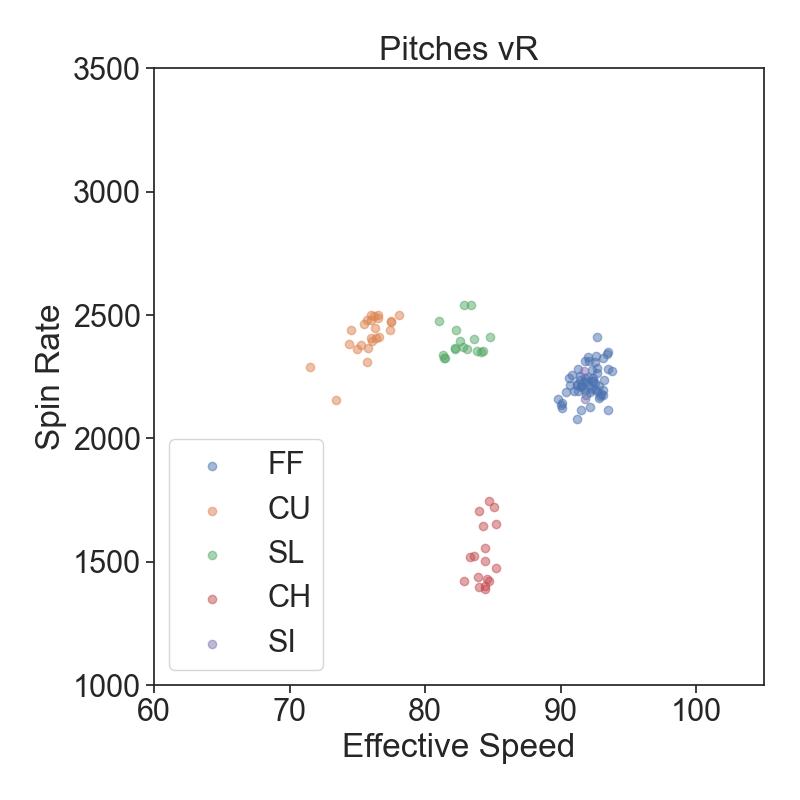 Pitches vR
3500
3000
2500
2000
1500
1000
Spin Rate
FF
CU
SL
CH
SI
60 70 80 90 100
Effective Speed